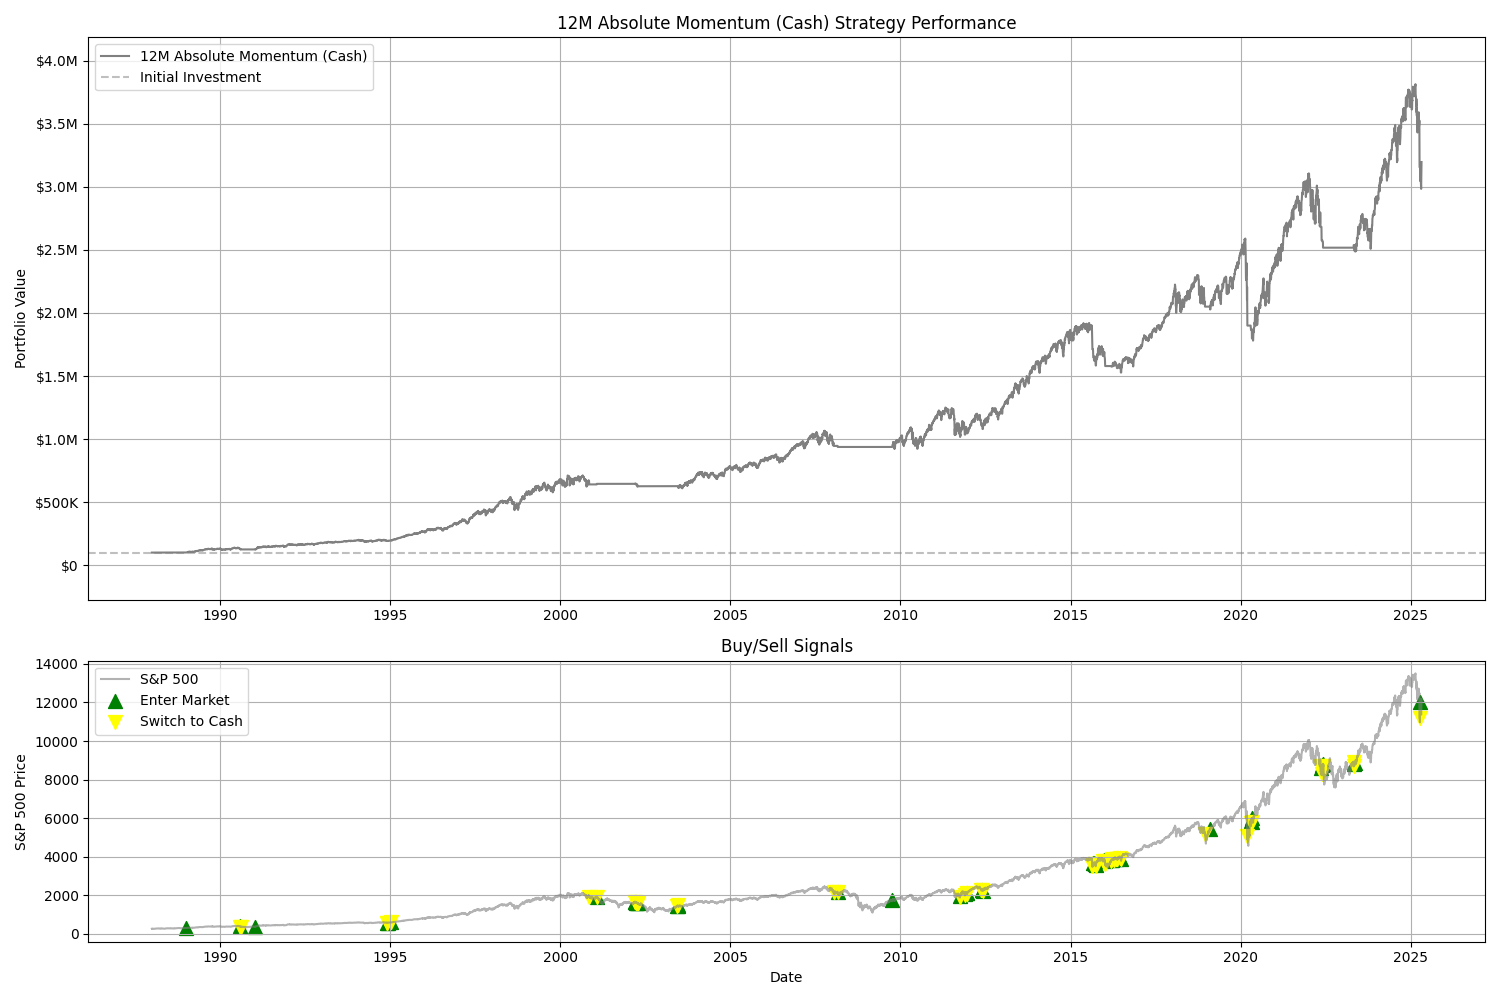 12M Absolute Momentum (Cash) Strategy Performance
12M Absolute Momentum (Cash)
Initial Investment
Portfolio Value
$4.0M
$3.5M
$3.0M
$2.5M
$2.0M
$1.5M
$1.0M
$500K
$0
1990 1995 2000 2005 2010 2015 2020 2025
Buy/Sell Signals
S&P 500
Enter Market
Switch to Cash
S&P 500 Price
14000
12000
10000
8000
6000
4000
2000
0
1990 1995 2000 2005 2010 2015 2020 2025
Date